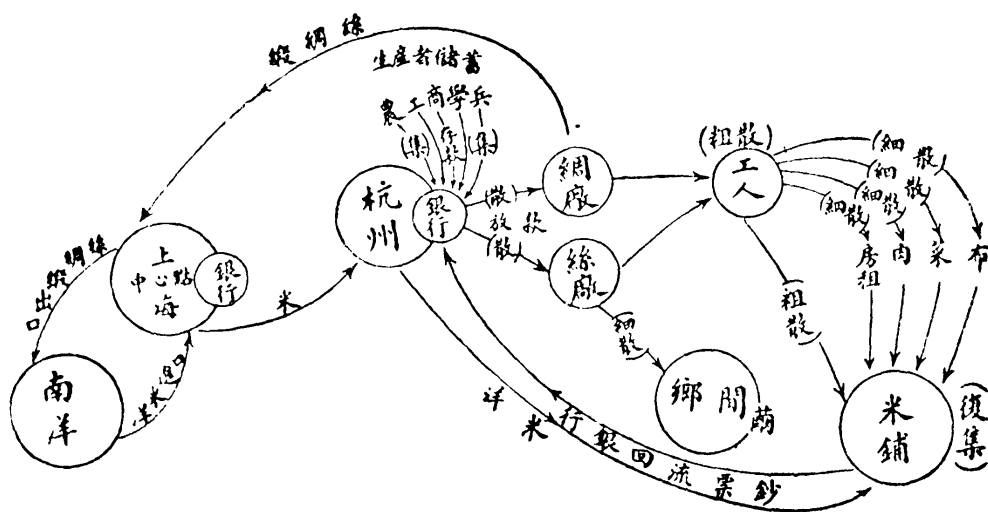 綢緞綢絲
生産者儲蓄
農工商學兵
(集)
存款
(集)
杭州
銀行
(散)
放款
(散)
綢廠
絲廠
(粗散)
工人
(細散)
(細散)
(細散)
(細散)
房租
肉
菜
布
(粗散)
(細散)
鄉間
繭
米鋪
(復集)
上海
中心點
銀行
米
出口
南洋
洋米進口
洋米
鈔票流回銀行